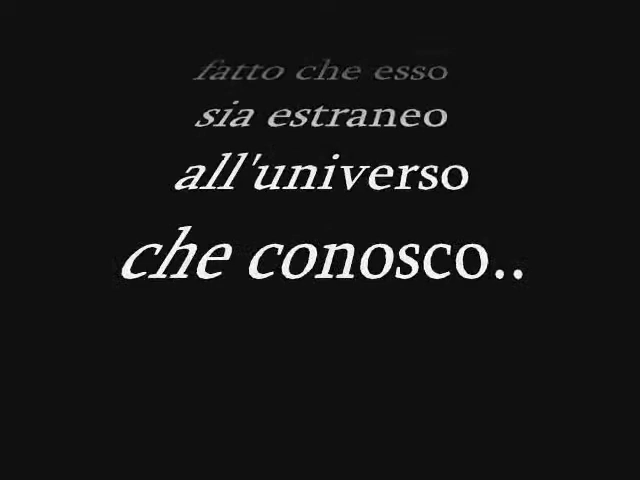 fatto che esso
sia estraneo
all'universo
che conosco..